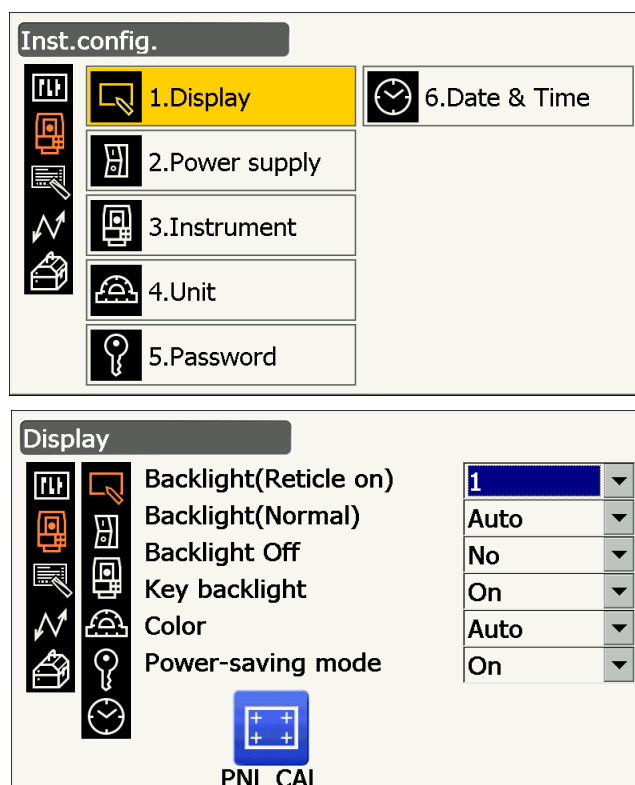 Inst.config.
1.Display
6.Date & Time
2.Power supply
3.Instrument
4.Unit
5.Password
Display
Backlight(Reticle on) 1
Backlight(Normal) Auto
Backlight Off No
Key backlight On
Color Auto
Power-saving mode On
PNL CAL